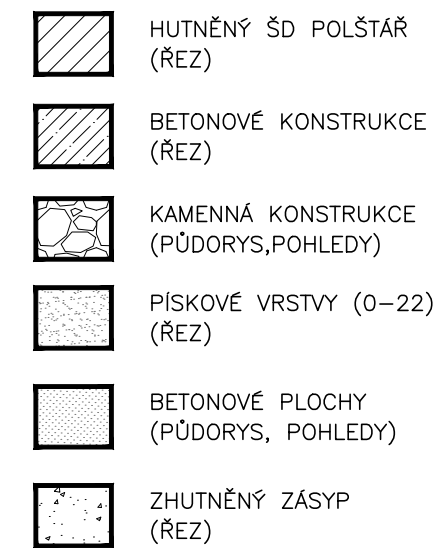 HUTNĚNÝ ŠD POLŠTÁŘ
(ŘEZ)
BETONOVÉ KONSTRUKCE
(ŘEZ)
KAMENNÁ KONSTRUKCE
(PŮDORYS,POHLEDY)
PÍSKOVÉ VRSTVY (0–22)
(ŘEZ)
BETONOVÉ PLOCHY
(PŮDORYS, POHLEDY)
ZHUTNĚNÝ ZÁSYP
(ŘEZ)